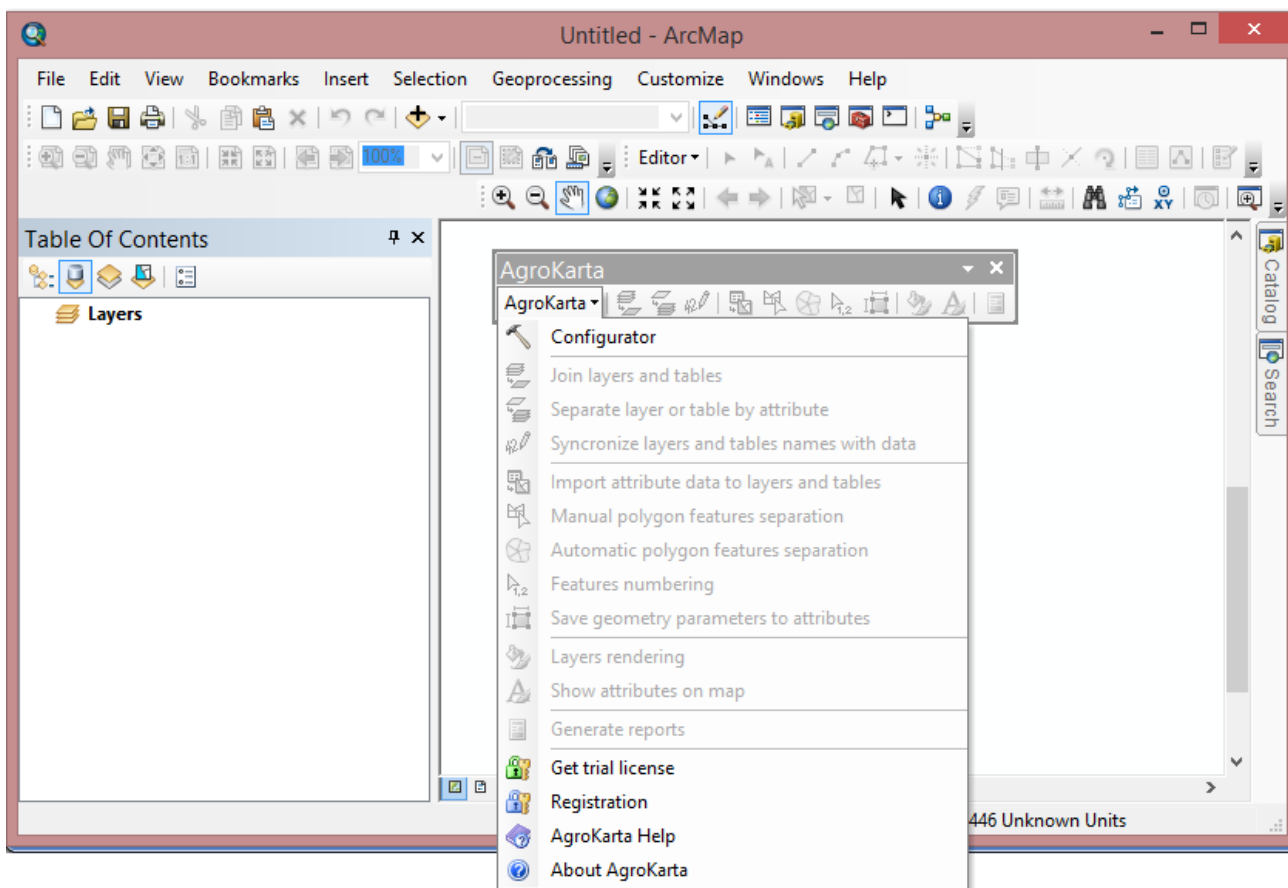 Untitled - ArcMap
File Edit View Bookmarks Insert Selection Geoprocessing Customize Windows Help
100% Editor
Table Of Contents
Layers
AgroKarta
AgroKarta
Configurator
Join layers and tables
Separate layer or table by attribute
Syncronize layers and tables names with data
Import attribute data to layers and tables
Manual polygon features separation
Automatic polygon features separation
Features numbering
Save geometry parameters to attributes
Layers rendering
Show attributes on map
Generate reports
Get trial license
Registration
AgroKarta Help
About AgroKarta
Catalog
Search
446 Unknown Units